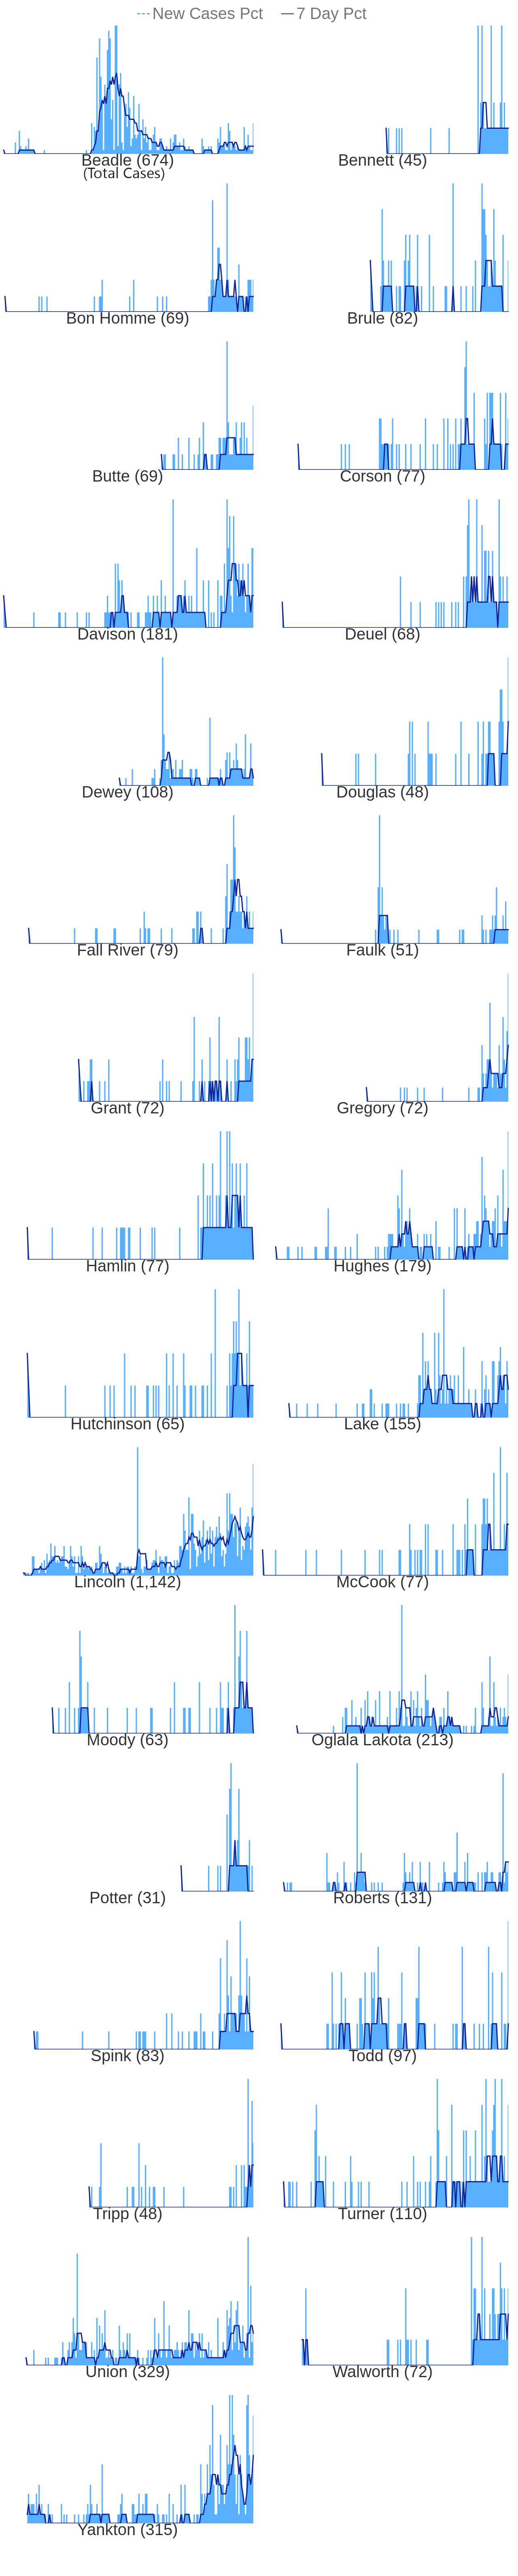 New Cases Pct 7 Day Pct
Beadle (674) Bennett (45)
(Total Cases)
Bon Homme (69) Brule (82)
Butte (69) Corson (77)
Davison (181) Deuel (68)
Dewey (108) Douglas (48)
Fall River (79) Faulk (51)
Grant (72) Gregory (72)
Hamlin (77) Hughes (179)
Hutchinson (65) Lake (155)
Lincoln (1,142) McCook (77)
Moody (63) Oglala Lakota (213)
Potter (31) Roberts (131)
Spink (83) Todd (97)
Tripp (48) Turner (110)
Union (329) Walworth (72)
Yankton (315)